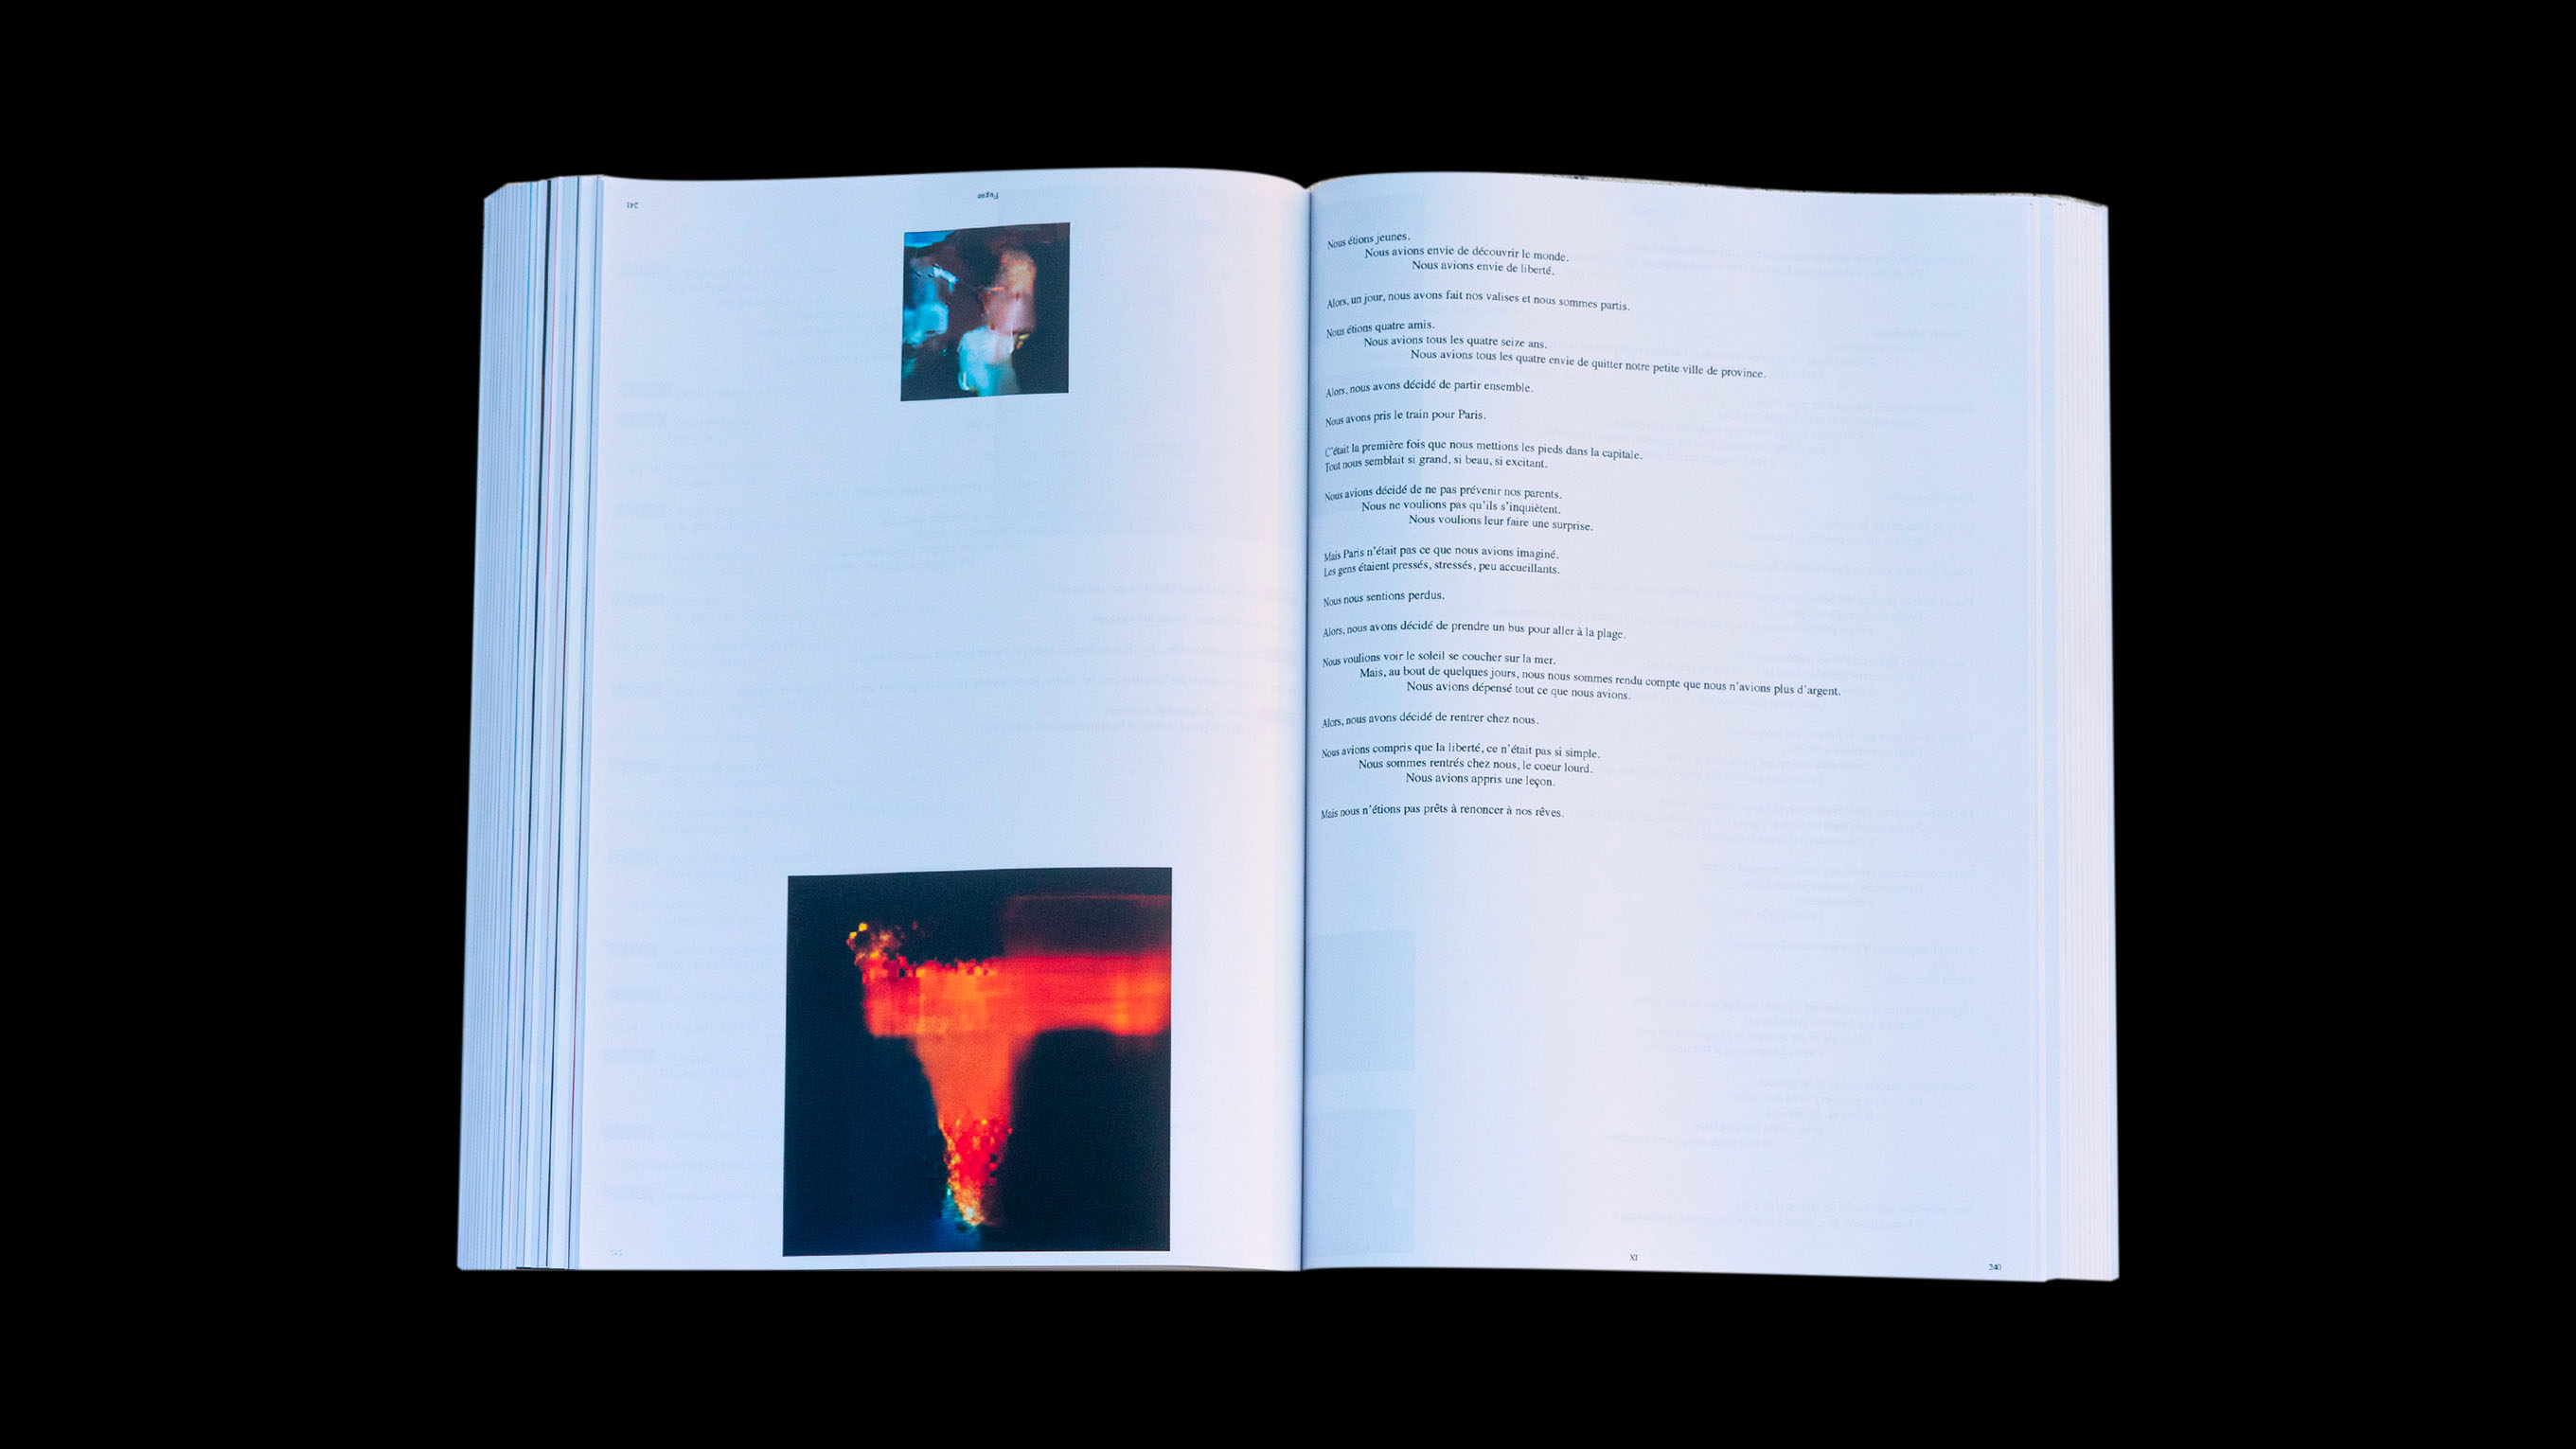 241
Fugue
Nous étions jeunes.
Nous avions envie de découvrir le monde.
Nous avions envie de liberté.
Alors, un jour, nous avons fait nos valises et nous sommes partis.
Nous étions quatre amis.
Nous avions tous les quatre seize ans.
Nous avions tous les quatre envie de quitter notre petite ville de province.
Alors, nous avons décidé de partir ensemble.
Nous avons pris le train pour Paris.
C'était la première fois que nous mettions les pieds dans la capitale.
Tout nous semblait si grand, si beau, si excitant.
Nous avions décidé de ne pas prévenir nos parents.
Nous ne voulions pas qu'ils s'inquiètent.
Nous voulions leur faire une surprise.
Mais Paris n'était pas ce que nous avions imaginé.
Les gens étaient pressés, stressés, peu accueillants.
Nous nous sentions perdus.
Alors, nous avons décidé de prendre un bus pour aller à la plage.
Nous voulions voir le soleil se coucher sur la mer.
Mais, au bout de quelques jours, nous nous sommes rendu compte que nous n'avions plus d'argent.
Nous avions dépensé tout ce que nous avions.
Alors, nous avons décidé de rentrer chez nous.
Nous avions compris que la liberté, ce n'était pas si simple.
Nous sommes rentrés chez nous, le coeur lourd.
Nous avions appris une leçon.
Mais nous n'étions pas prêts à renoncer à nos rêves.
XI
240